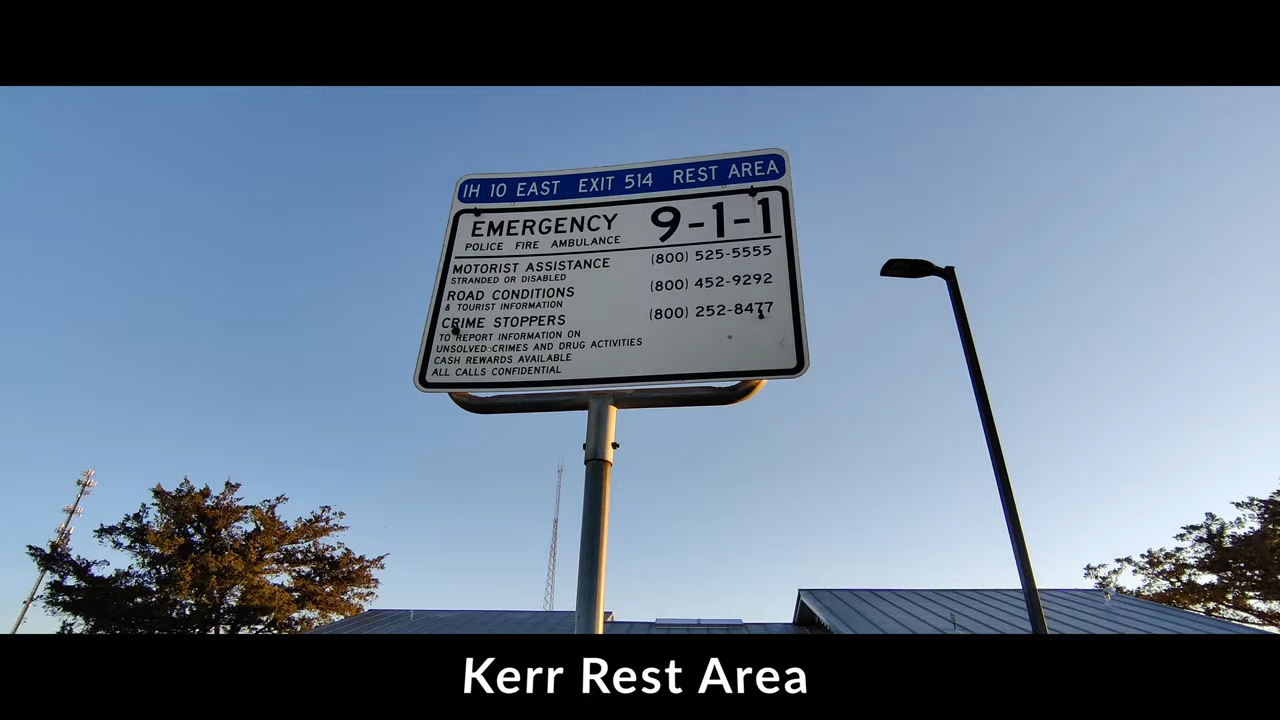 IH 10 EAST EXIT 514 REST AREA
EMERGENCY 9-1-1
POLICE FIRE AMBULANCE
MOTORIST ASSISTANCE (800) 525-5555
STRANDED OR DISABLED
ROAD CONDITIONS (800) 452-9292
& TOURIST INFORMATION
CRIME STOPPERS (800) 252-8477
TO REPORT INFORMATION ON
UNSOLVED CRIMES AND DRUG ACTIVITIES
CASH REWARDS AVAILABLE
ALL CALLS CONFIDENTIAL
Kerr Rest Area